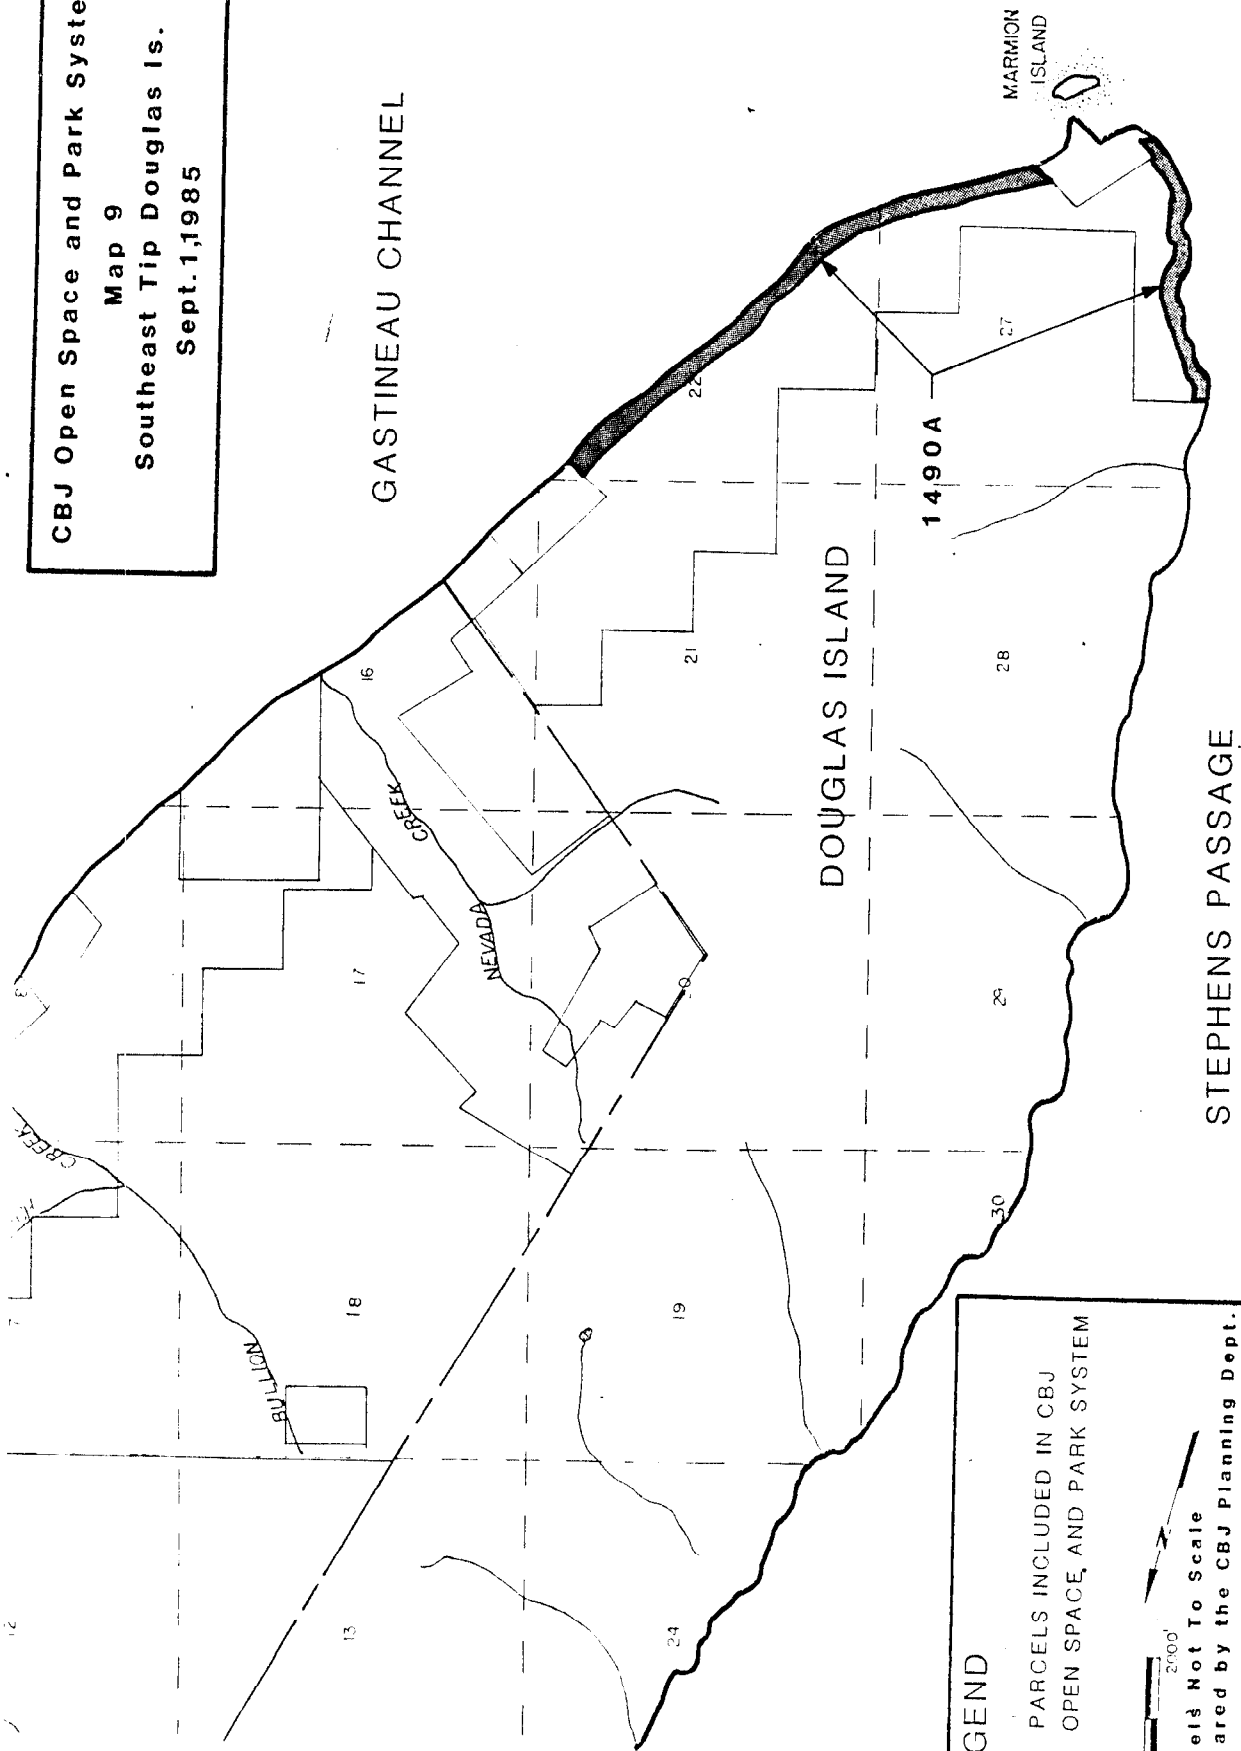 CBJ Open Space and Park Syste
Map 9
Southeast Tip Douglas Is.
Sept.1,1985
GASTINEAU CHANNEL
MARMION
ISLAND
22
27
1490A
16
21
28
DOUGLAS ISLAND
CREEK
NEVADA
17
29
STEPHENS PASSAGE
8
CREEK
7
18
19
30
BULLION
12
13
24
GEND
PARCELS INCLUDED IN CBJ
OPEN SPACE, AND PARK SYSTEM
N
2000'
els Not To Scale
ared by the CBJ Planning Dept.